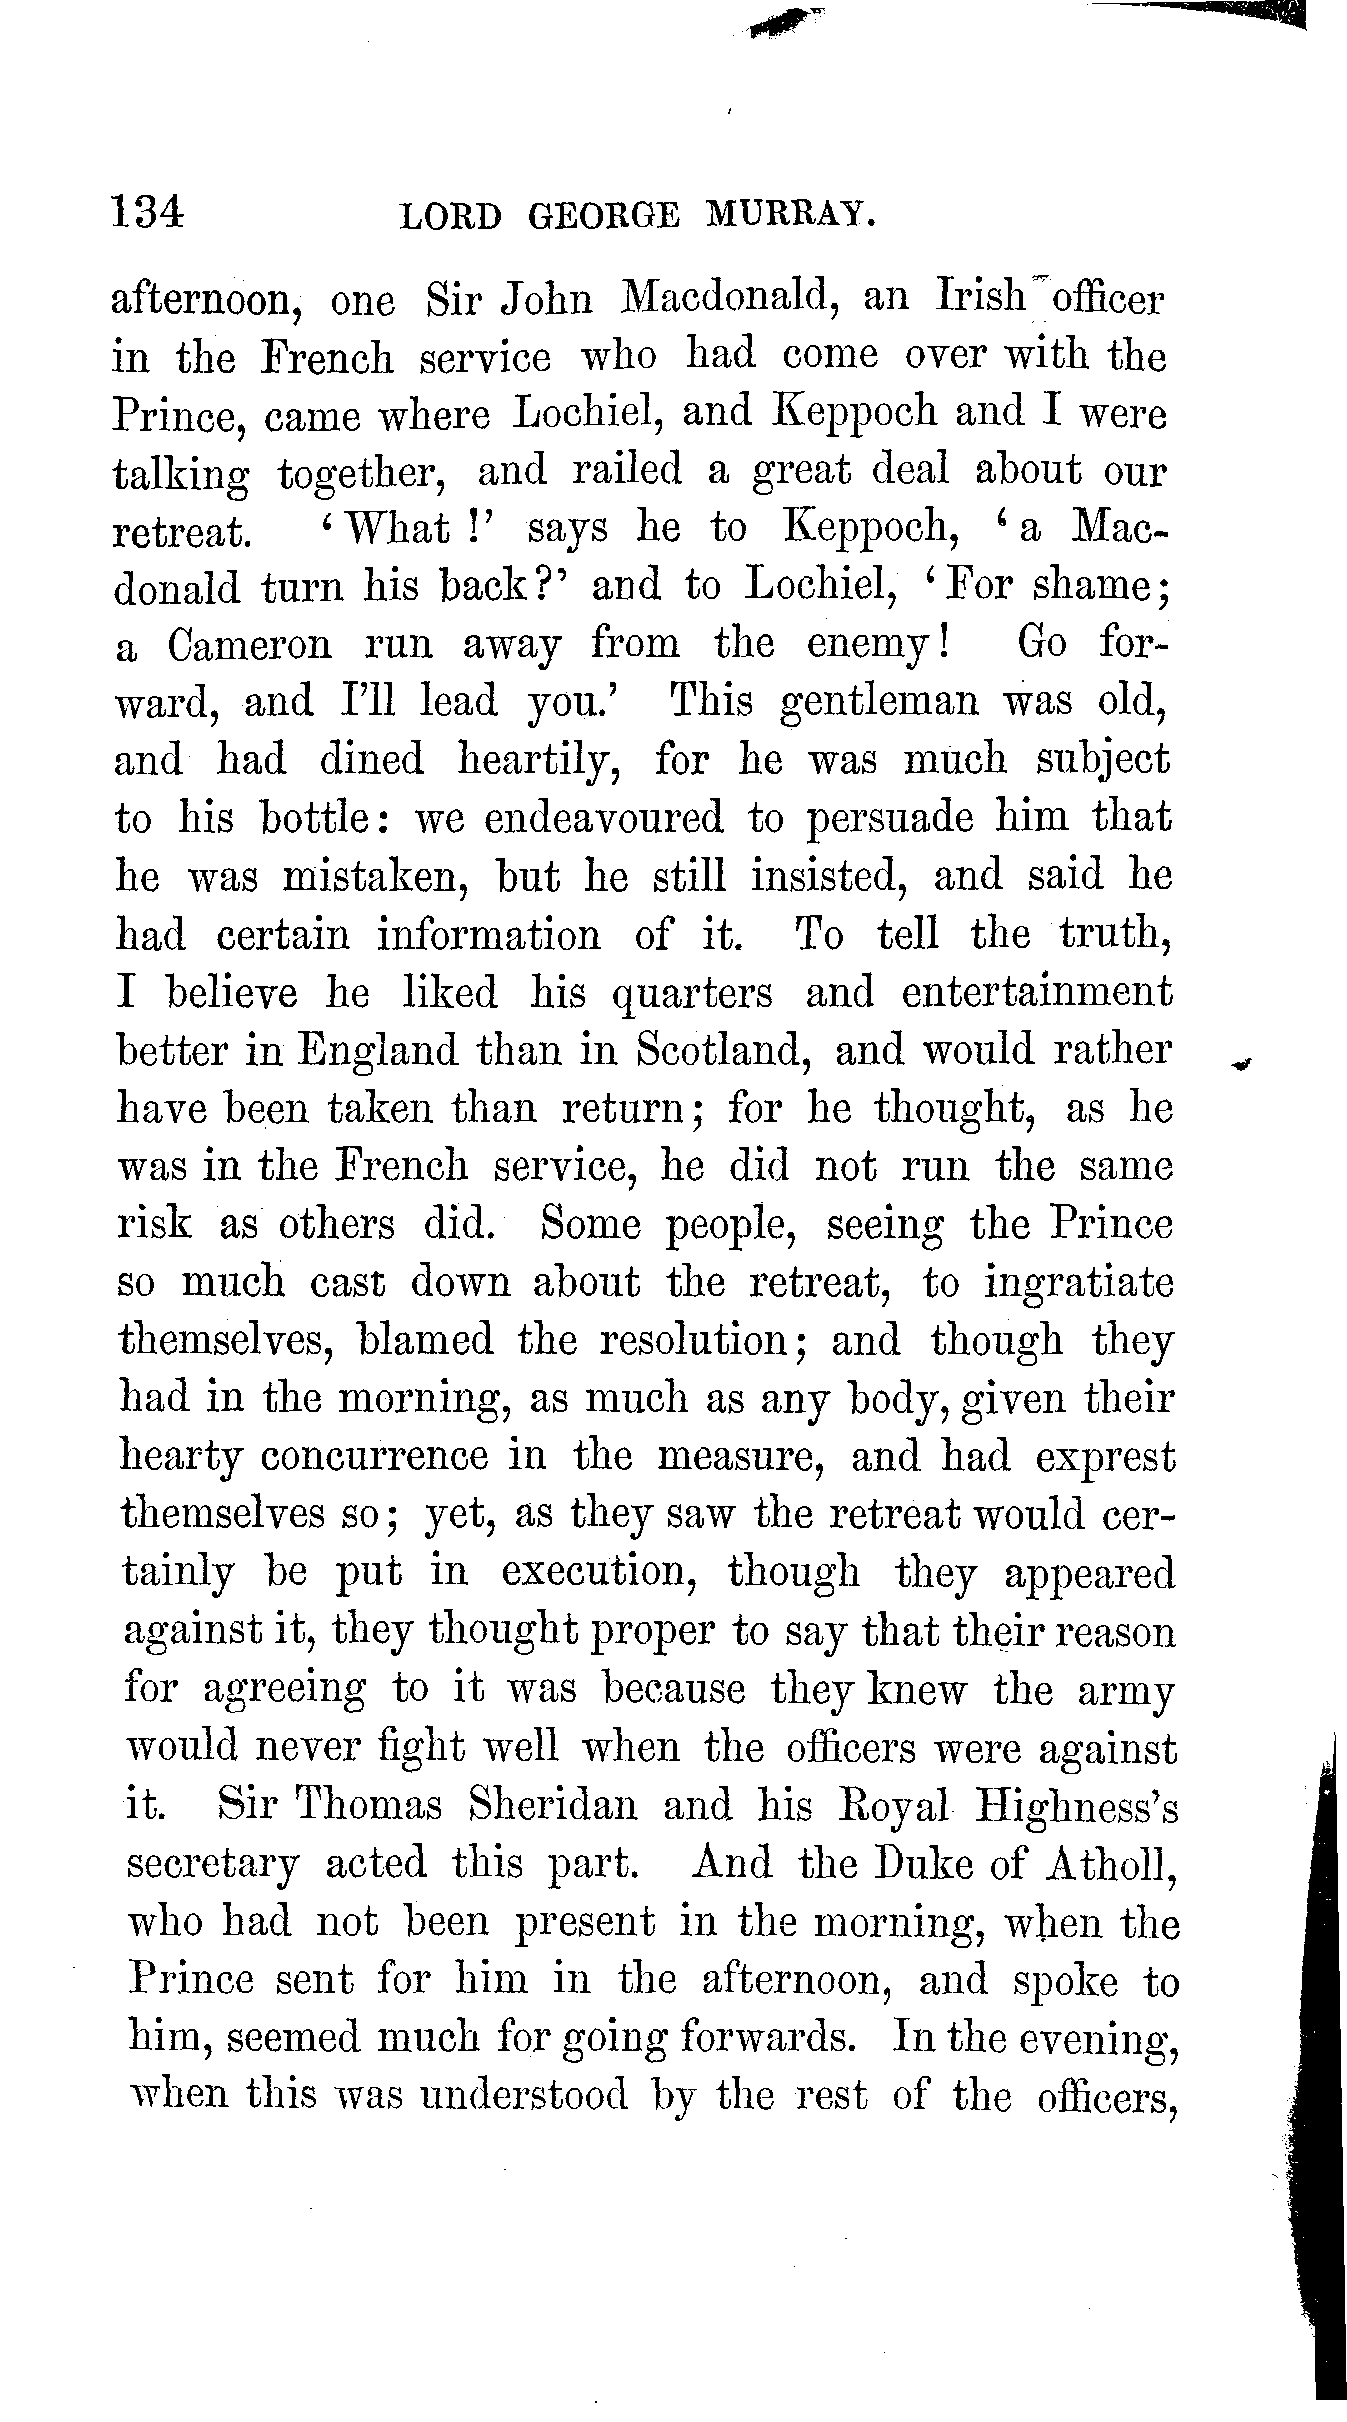 134 LORD GEORGE MURRAY.
afternoon, one Sir John Macdonald, an Irish officer
in the French service who had come over with the
Prince, came where Lochiel, and Keppoch and I were
talking together, and railed a great deal about our
retreat. ‘What!’ says he to Keppoch, ‘a Mac-
donald turn his back?’ and to Lochiel, ‘For shame;
a Cameron run away from the enemy! Go for-
ward, and I’ll lead you.’ This gentleman was old,
and had dined heartily, for he was much subject
to his bottle: we endeavoured to persuade him that
he was mistaken, but he still insisted, and said he
had certain information of it. To tell the truth,
I believe he liked his quarters and entertainment
better in England than in Scotland, and would rather
have been taken than return; for he thought, as he
was in the French service, he did not run the same
risk as others did. Some people, seeing the Prince
so much cast down about the retreat, to ingratiate
themselves, blamed the resolution; and though they
had in the morning, as much as any body, given their
hearty concurrence in the measure, and had exprest
themselves so; yet, as they saw the retreat would cer-
tainly be put in execution, though they appeared
against it, they thought proper to say that their reason
for agreeing to it was because they knew the army
would never fight well when the officers were against
it. Sir Thomas Sheridan and his Royal Highness’s
secretary acted this part. And the Duke of Atholl,
who had not been present in the morning, when the
Prince sent for him in the afternoon, and spoke to
him, seemed much for going forwards. In the evening,
when this was understood by the rest of the officers,